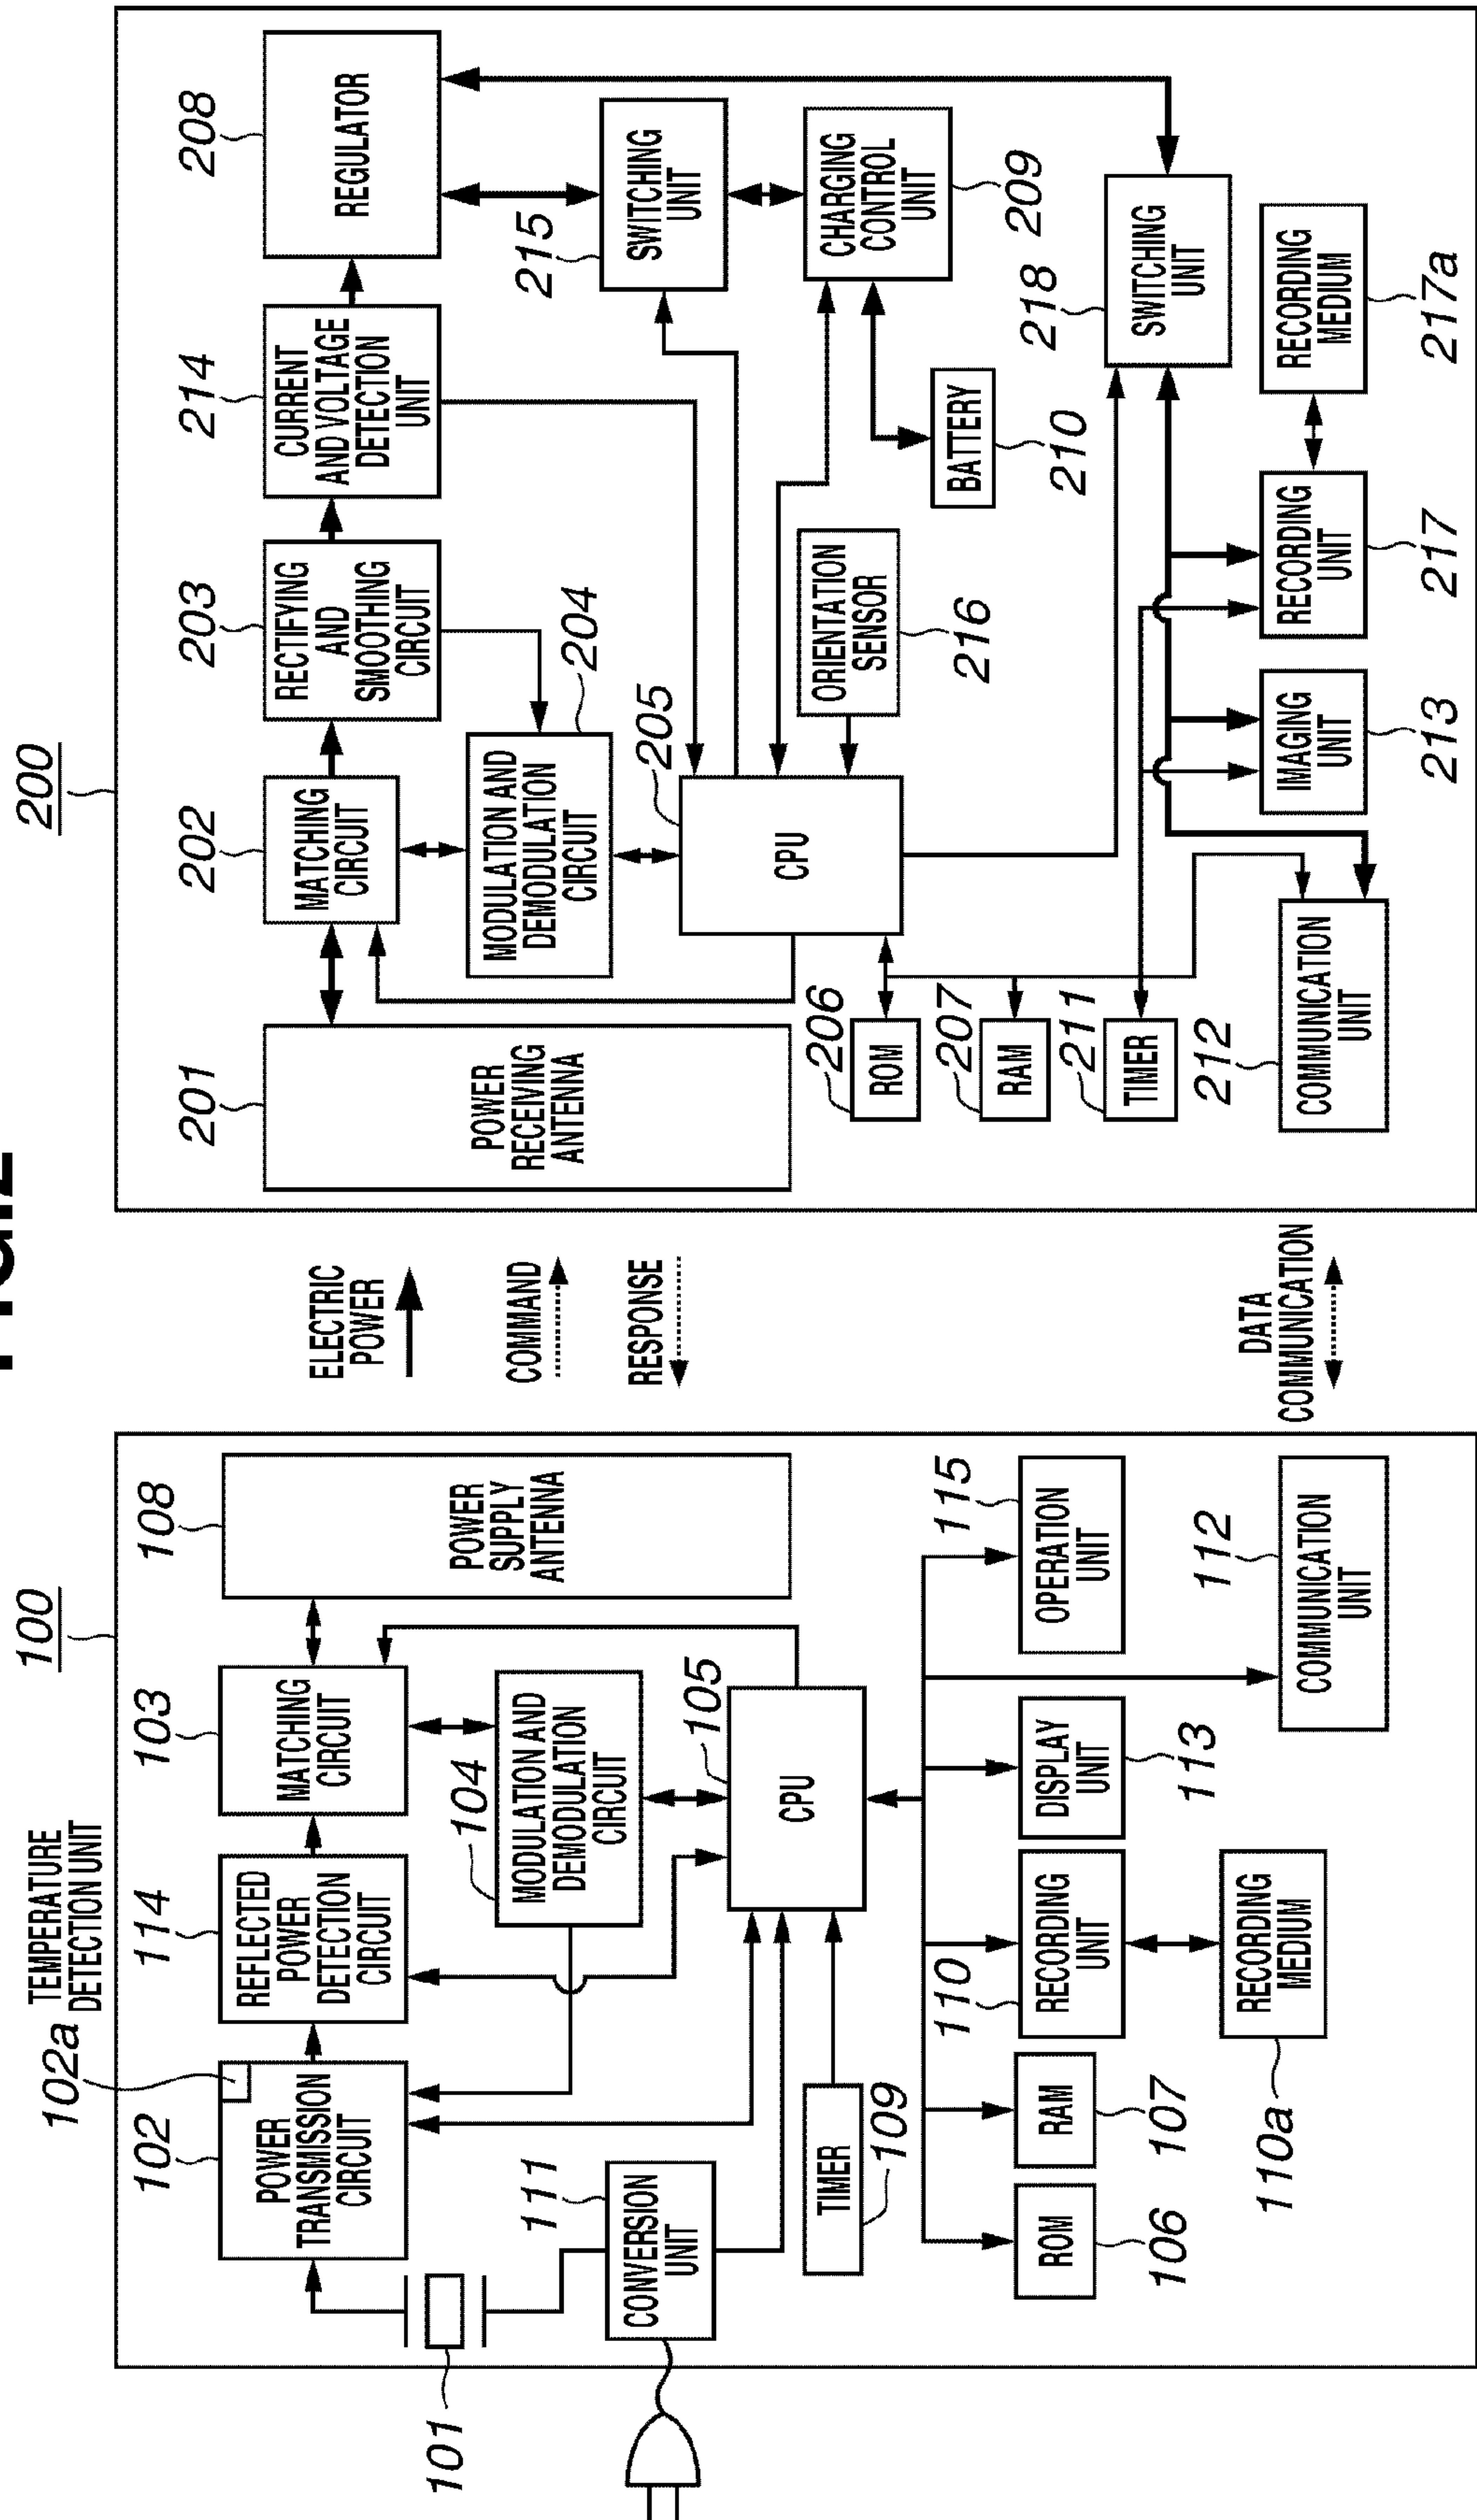 100
TEMPERATURE
DETECTION UNIT
102a
102
POWER
TRANSMISSION
CIRCUIT
114
REFLECTED
POWER
DETECTION
CIRCUIT
103
MATCHING
CIRCUIT
108
POWER
SUPPLY
ANTENNA
101
111
CONVERSION
UNIT
104
MODULATION AND
DEMODULATION
CIRCUIT
105
CPU
TIMER
109
ROM
106
RAM
107
110
RECORDING
UNIT
RECORDING
MEDIUM
110a
DISPLAY
UNIT
113
115
OPERATION
UNIT
112
COMMUNICATION
UNIT
ELECTRIC
POWER
COMMAND
RESPONSE
DATA
COMMUNICATION
200
201
POWER
RECEIVING
ANTENNA
202
MATCHING
CIRCUIT
203
RECTIFYING
AND
SMOOTHING
CIRCUIT
214
CURRENT
AND VOLTAGE
DETECTION
UNIT
208
REGULATOR
204
MODULATION AND
DEMODULATION
CIRCUIT
205
CPU
215
SWITCHING
UNIT
CHARGING
CONTROL
UNIT
209
ORIENTATION
SENSOR
216
BATTERY
210
218
SWITCHING
UNIT
206
ROM
207
RAM
211
TIMER
212
COMMUNICATION
UNIT
IMAGING
UNIT
213
RECORDING
UNIT
217
RECORDING
MEDIUM
217a